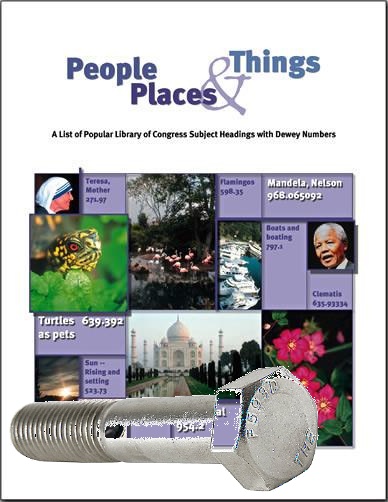 People
Places
&
Things
A List of Popular Library of Congress Subject Headings with Dewey Numbers
Teresa,
Mother
271.97
Flamingos
598.35
Mandela, Nelson
968.065092
Boats and
boating
797.1
Clematis
635.93334
Turtles 639.392
as pets
Sun --
Rising and
setting
523.73
954.2